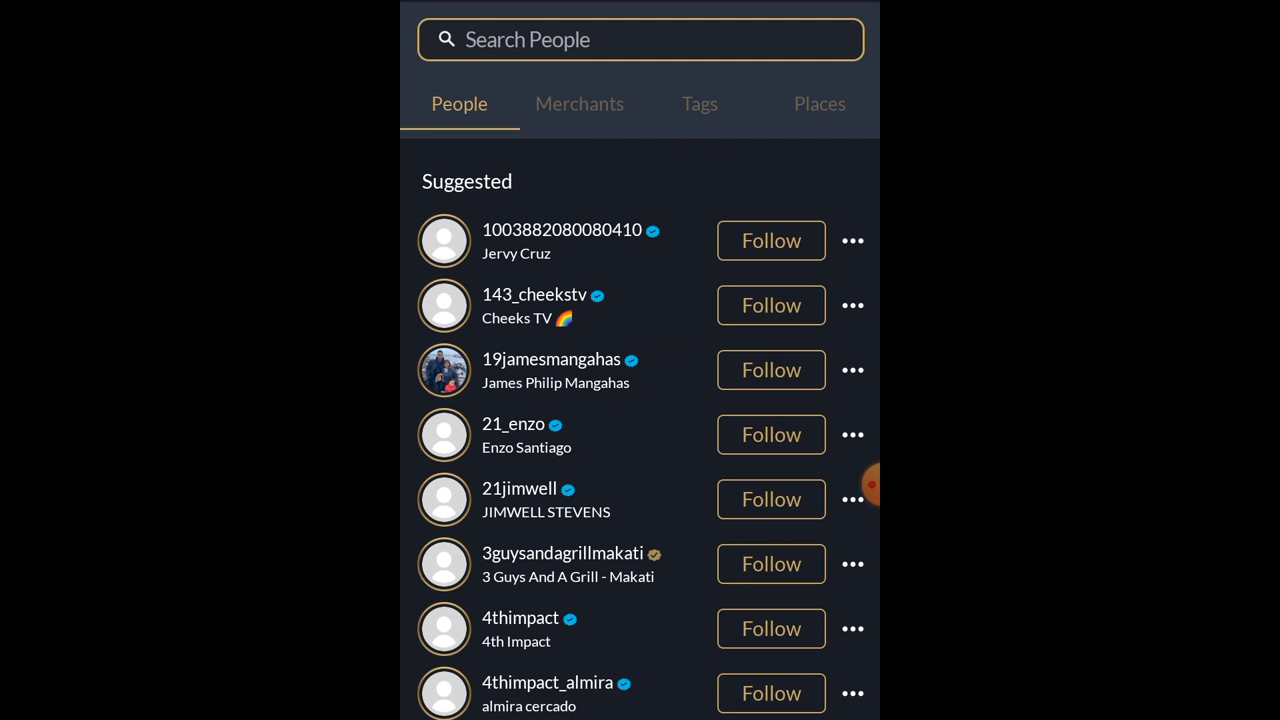 Search People
People Merchants Tags Places
Suggested
1003882080080410
Jervy Cruz
Follow
143_cheekstv
Cheeks TV 🌈
Follow
19jamesmangahas
James Philip Mangahas
Follow
21_enzo
Enzo Santiago
Follow
21jimwell
JIMWELL STEVENS
Follow
3guysandagrillmakati
3 Guys And A Grill - Makati
Follow
4thimpact
4th Impact
Follow
4thimpact_almira
almira cercado
Follow